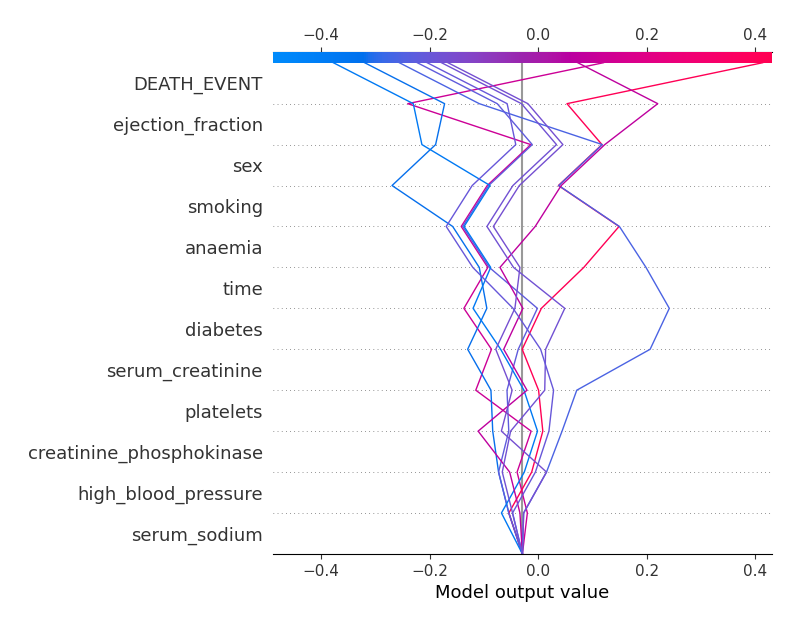 −0.4 −0.2 0.0 0.2 0.4
DEATH_EVENT
ejection_fraction
sex
smoking
anaemia
time
diabetes
serum_creatinine
platelets
creatinine_phosphokinase
high_blood_pressure
serum_sodium
−0.4 −0.2 0.0 0.2 0.4
Model output value